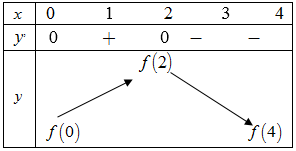 x 0 1 2 3 4
y' 0 + 0 − −
f(2)
y
f(0) f(4)